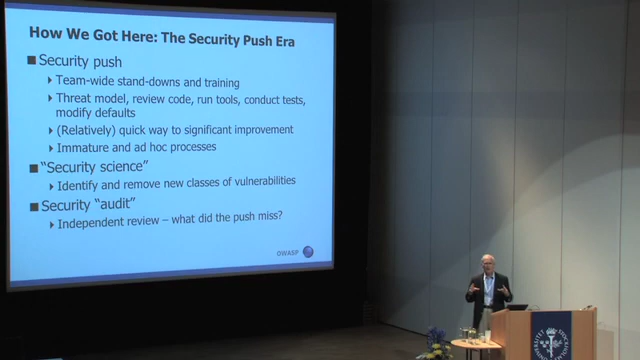 How We Got Here: The Security Push Era
Security push
Team-wide stand-downs and training
Threat model, review code, run tools, conduct tests,
modify defaults
(Relatively) quick way to significant improvement
Immature and ad hoc processes
“Security science”
Identify and remove new classes of vulnerabilities
Security “audit”
Independent review – what did the push miss?
OWASP